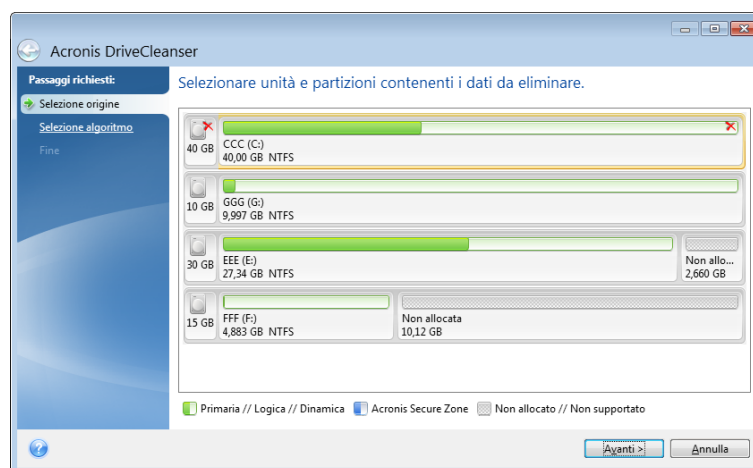 Acronis DriveCleanser
Passaggi richiesti:
Selezione origine
Selezione algoritmo
Fine
Selezionare unità e partizioni contenenti i dati da eliminare.
40 GB
CCC (C:)
40,00 GB NTFS
10 GB
GGG (G:)
9,997 GB NTFS
30 GB
EEE (E:)
27,34 GB NTFS
Non allo...
2,660 GB
15 GB
FFF (F:)
4,883 GB NTFS
Non allocata
10,12 GB
Primaria // Logica // Dinamica Acronis Secure Zone Non allocato // Non supportato
Avanti > Annulla